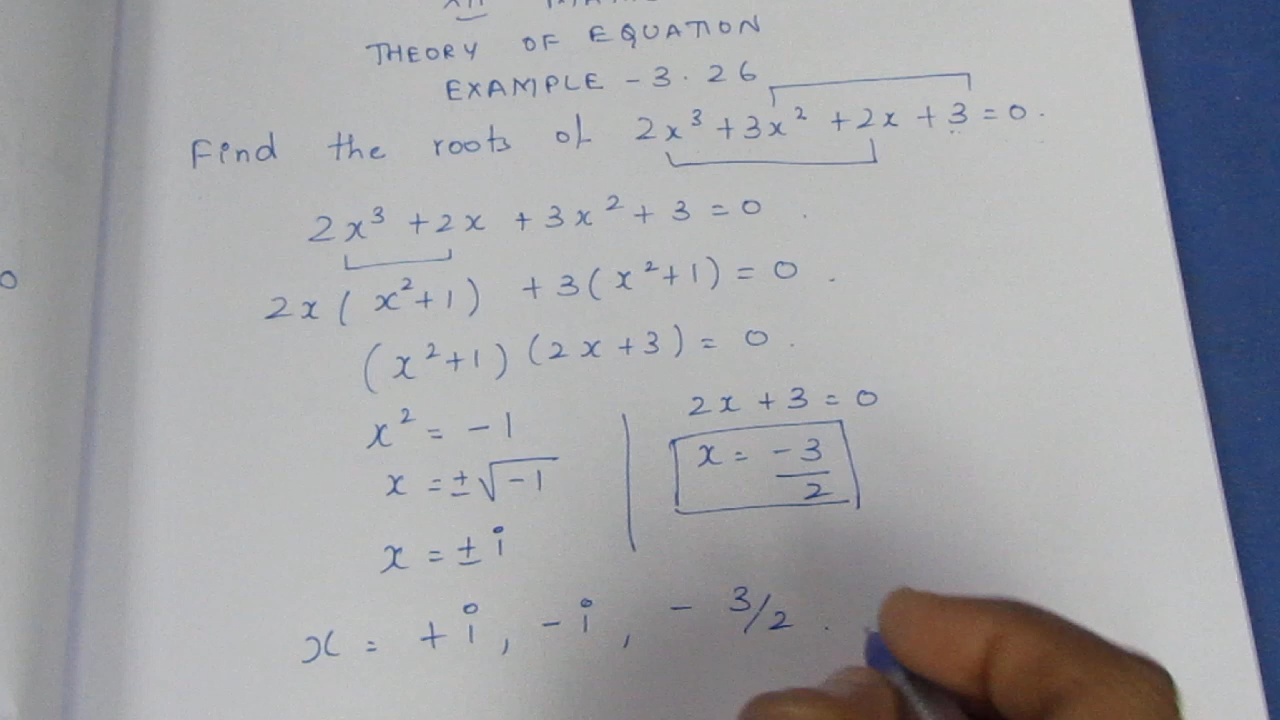 XII
THEORY OF EQUATION
EXAMPLE - 3.26
Find the roots of 2x³ + 3x² + 2x + 3 = 0.
2x³ + 2x + 3x² + 3 = 0.
2x(x²+1) + 3(x²+1) = 0.
(x²+1)(2x+3) = 0.
x² = -1
x = ±√-1
x = ± i
2x + 3 = 0
x = -3/2
x = +i, -i, - 3/2.
0